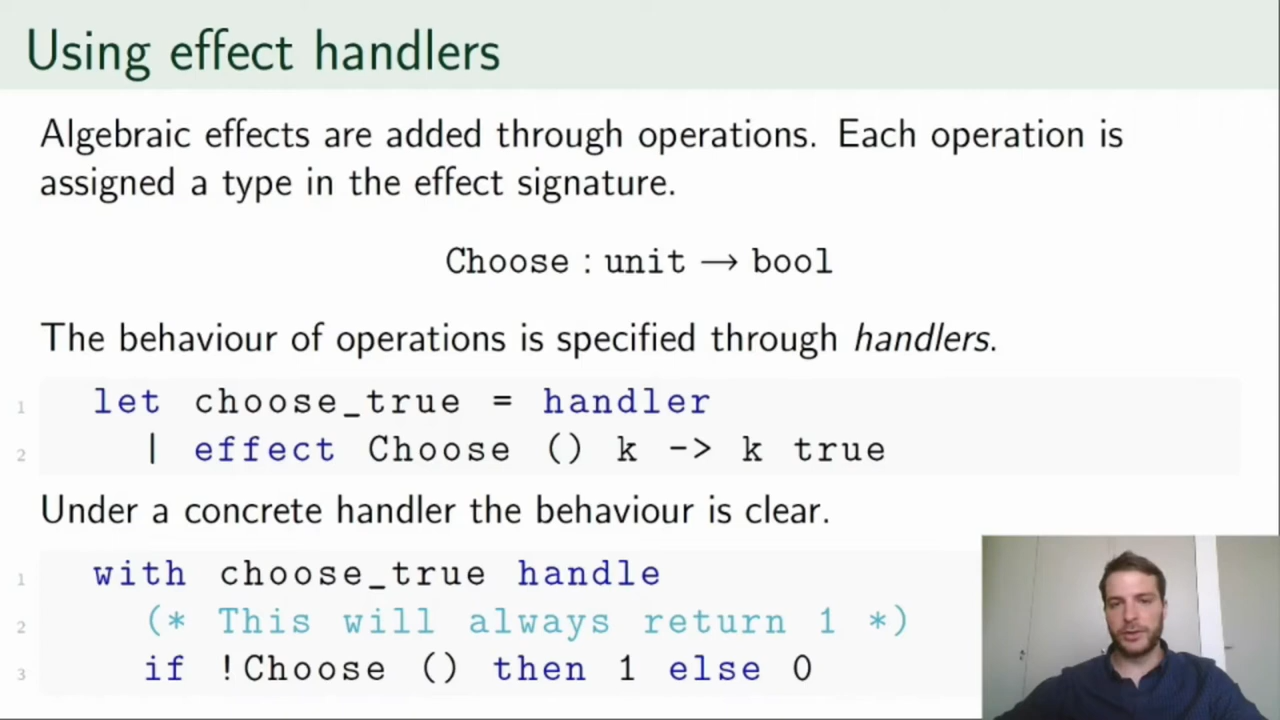 Using effect handlers
Algebraic effects are added through operations. Each operation is
assigned a type in the effect signature.
Choose : unit → bool
The behaviour of operations is specified through handlers.
1 let choose_true = handler
2 | effect Choose () k -> k true
Under a concrete handler the behaviour is clear.
1 with choose_true handle
2 (* This will always return 1 *)
3 if !Choose () then 1 else 0